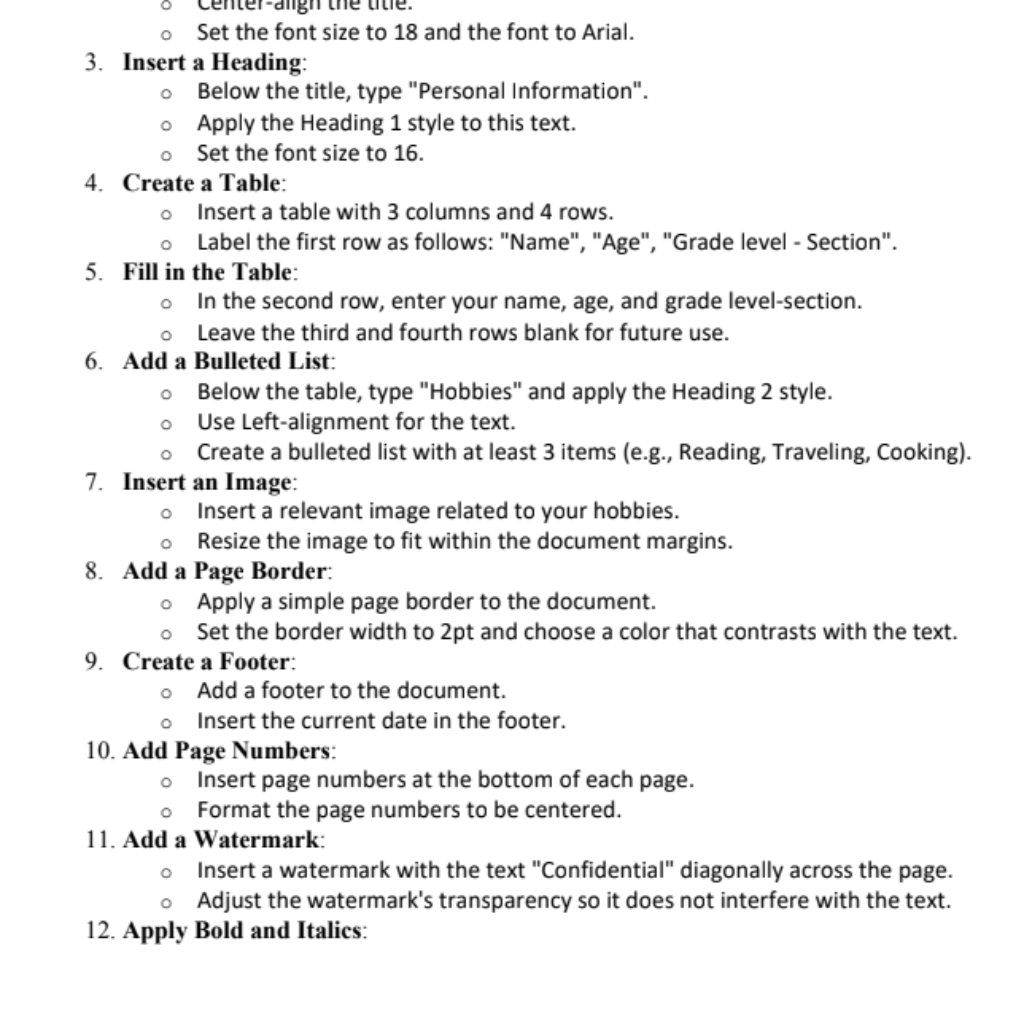 o Center-align the title.
o Set the font size to 18 and the font to Arial.
3. Insert a Heading:
o Below the title, type "Personal Information".
o Apply the Heading 1 style to this text.
o Set the font size to 16.
4. Create a Table:
o Insert a table with 3 columns and 4 rows.
o Label the first row as follows: "Name", "Age", "Grade level - Section".
5. Fill in the Table:
o In the second row, enter your name, age, and grade level-section.
o Leave the third and fourth rows blank for future use.
6. Add a Bulleted List:
o Below the table, type "Hobbies" and apply the Heading 2 style.
o Use Left-alignment for the text.
o Create a bulleted list with at least 3 items (e.g., Reading, Traveling, Cooking).
7. Insert an Image:
o Insert a relevant image related to your hobbies.
o Resize the image to fit within the document margins.
8. Add a Page Border:
o Apply a simple page border to the document.
o Set the border width to 2pt and choose a color that contrasts with the text.
9. Create a Footer:
o Add a footer to the document.
o Insert the current date in the footer.
10. Add Page Numbers:
o Insert page numbers at the bottom of each page.
o Format the page numbers to be centered.
11. Add a Watermark:
o Insert a watermark with the text "Confidential" diagonally across the page.
o Adjust the watermark's transparency so it does not interfere with the text.
12. Apply Bold and Italics: